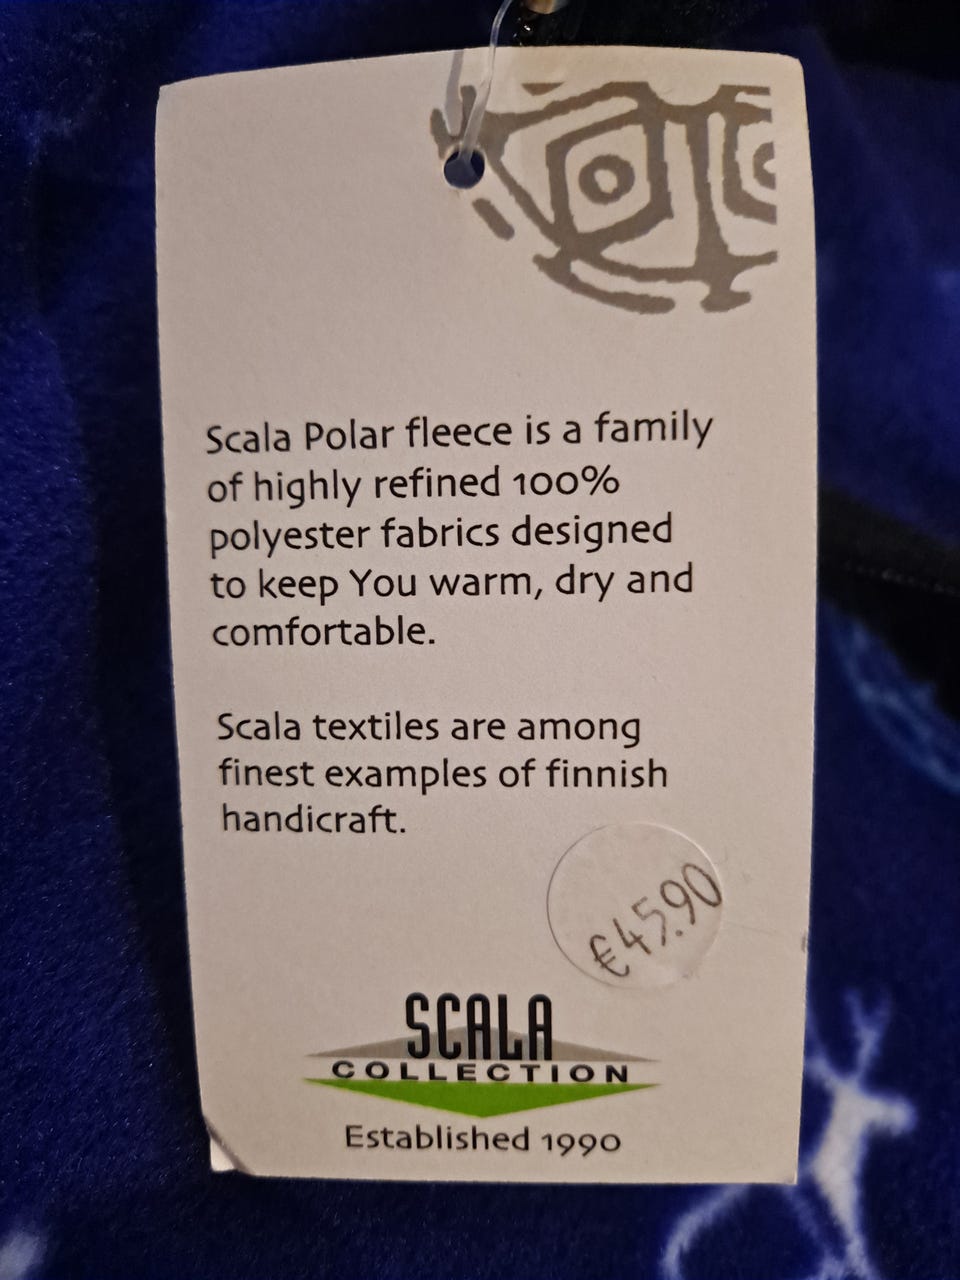 Scala Polar fleece is a family
of highly refined 100%
polyester fabrics designed
to keep You warm, dry and
comfortable.
Scala textiles are among
finest examples of finnish
handicraft.
€45.90
SCALA
COLLECTION
Established 1990